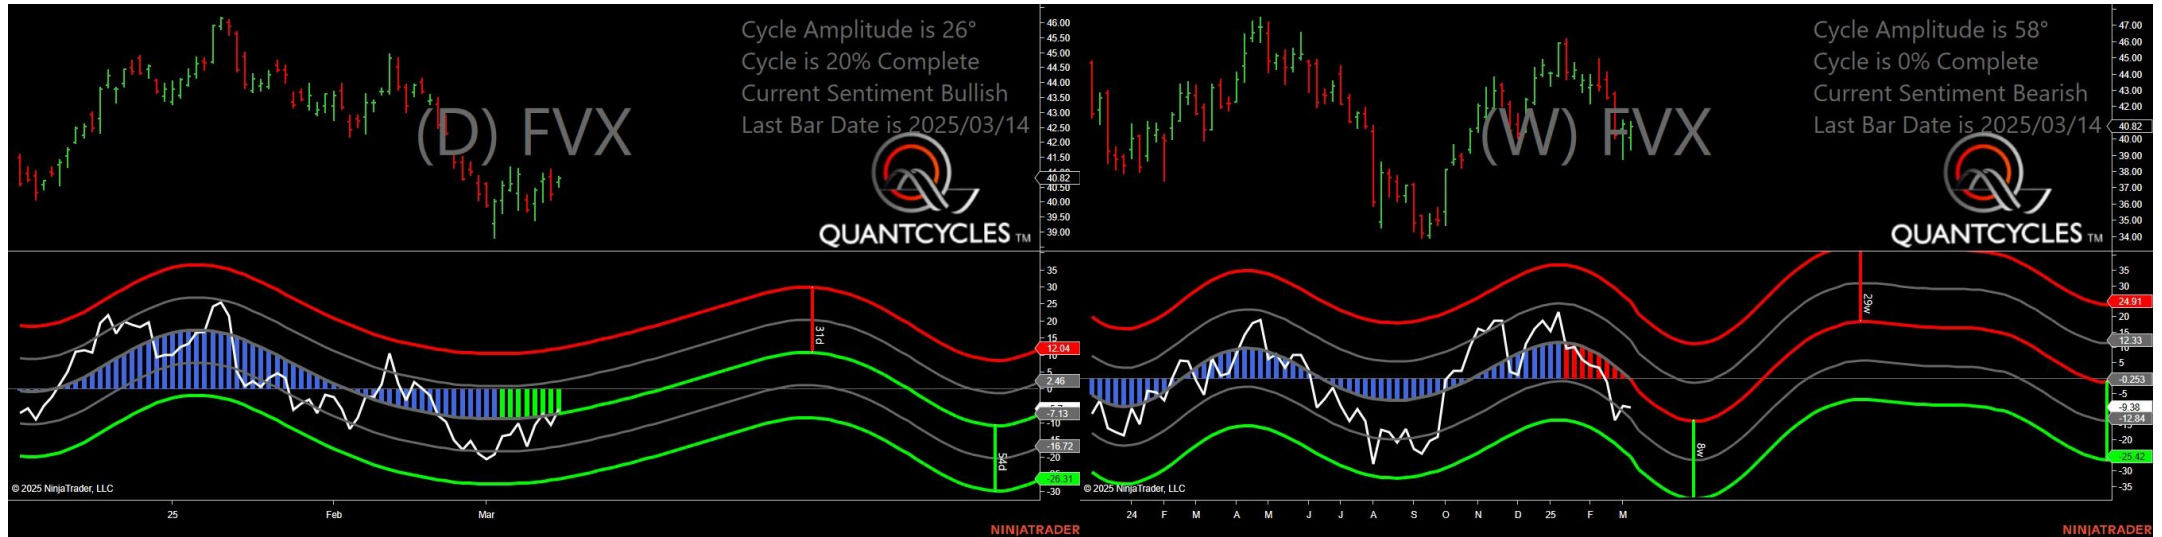 Cycle Amplitude is 26°
Cycle is 20% Complete
Current Sentiment Bullish
Last Bar Date is 2025/03/14
(D) FVX
QUANTCYCLES TM
46.00
45.50
45.00
44.50
44.00
43.50
43.00
42.50
42.00
41.50
40.82
40.50
40.00
39.50
39.00
35
30
25
20
15
12.04
10
5
2.46
0
-7.13
-10
-15
-16.72
-20
-26.31
-30
31d
54d
© 2025 NinjaTrader, LLC
25 Feb Mar
NINJATRADER
Cycle Amplitude is 58°
Cycle is 0% Complete
Current Sentiment Bearish
Last Bar Date is 2025/03/14
(W) FVX
QUANTCYCLES TM
47.00
46.00
45.00
44.00
43.00
42.00
40.82
40.00
39.00
38.00
37.00
36.00
35.00
34.00
35
30
24.91
20
15
12.33
10
5
-0.253
-5
-9.38
-12.84
-15
-20
-25.42
-30
-35
29w
8w
© 2025 NinjaTrader, LLC
24 F M A M J J A S O N D 25 F M
NINJATRADER